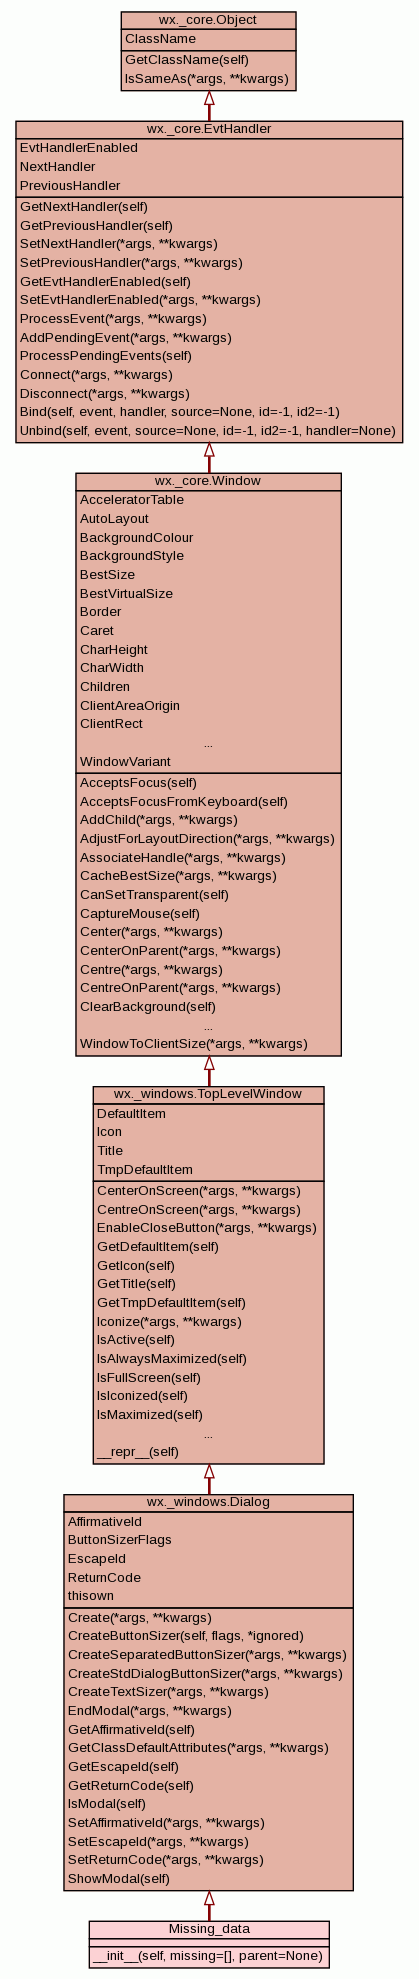 wx._core.Object
ClassName
GetClassName(self)
IsSameAs(*args, **kwargs)
wx._core.EvtHandler
EvtHandlerEnabled
NextHandler
PreviousHandler
GetNextHandler(self)
GetPreviousHandler(self)
SetNextHandler(*args, **kwargs)
SetPreviousHandler(*args, **kwargs)
GetEvtHandlerEnabled(self)
SetEvtHandlerEnabled(*args, **kwargs)
ProcessEvent(*args, **kwargs)
AddPendingEvent(*args, **kwargs)
ProcessPendingEvents(self)
Connect(*args, **kwargs)
Disconnect(*args, **kwargs)
Bind(self, event, handler, source=None, id=-1, id2=-1)
Unbind(self, event, source=None, id=-1, id2=-1, handler=None)
wx._core.Window
AcceleratorTable
AutoLayout
BackgroundColour
BackgroundStyle
BestSize
BestVirtualSize
Border
Caret
CharHeight
CharWidth
Children
ClientAreaOrigin
ClientRect
...
WindowVariant
AcceptsFocus(self)
AcceptsFocusFromKeyboard(self)
AddChild(*args, **kwargs)
AdjustForLayoutDirection(*args, **kwargs)
AssociateHandle(*args, **kwargs)
CacheBestSize(*args, **kwargs)
CanSetTransparent(self)
CaptureMouse(self)
Center(*args, **kwargs)
CenterOnParent(*args, **kwargs)
Centre(*args, **kwargs)
CentreOnParent(*args, **kwargs)
ClearBackground(self)
...
WindowToClientSize(*args, **kwargs)
wx._windows.TopLevelWindow
DefaultItem
Icon
Title
TmpDefaultItem
CenterOnScreen(*args, **kwargs)
CentreOnScreen(*args, **kwargs)
EnableCloseButton(*args, **kwargs)
GetDefaultItem(self)
GetIcon(self)
GetTitle(self)
GetTmpDefaultItem(self)
Iconize(*args, **kwargs)
IsActive(self)
IsAlwaysMaximized(self)
IsFullScreen(self)
IsIconized(self)
IsMaximized(self)
...
__repr__(self)
wx._windows.Dialog
AffirmativeId
ButtonSizerFlags
EscapeId
ReturnCode
thisown
Create(*args, **kwargs)
CreateButtonSizer(self, flags, *ignored)
CreateSeparatedButtonSizer(*args, **kwargs)
CreateStdDialogButtonSizer(*args, **kwargs)
CreateTextSizer(*args, **kwargs)
EndModal(*args, **kwargs)
GetAffirmativeId(self)
GetClassDefaultAttributes(*args, **kwargs)
GetEscapeId(self)
GetReturnCode(self)
IsModal(self)
SetAffirmativeId(*args, **kwargs)
SetEscapeId(*args, **kwargs)
SetReturnCode(*args, **kwargs)
ShowModal(self)
Missing_data
__init__(self, missing=[], parent=None)